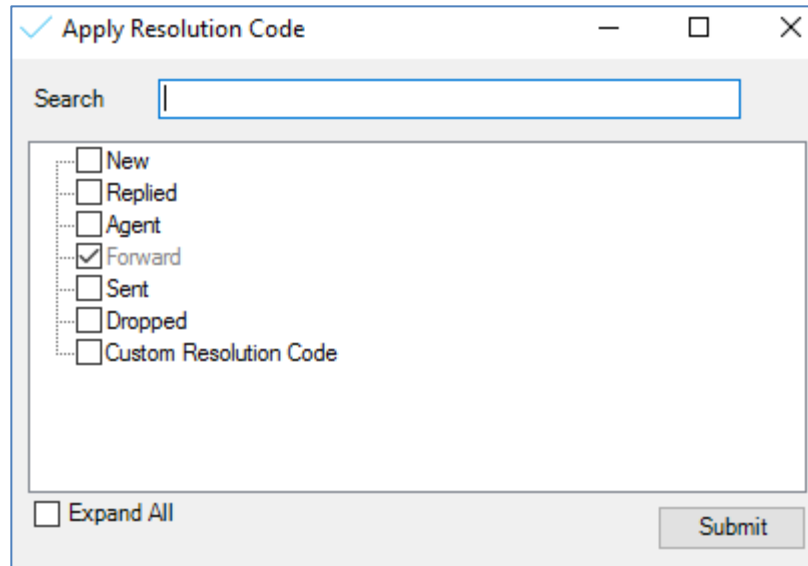 Apply Resolution Code
Search
New
Replied
Agent
Forward
Sent
Dropped
Custom Resolution Code
Expand All
Submit